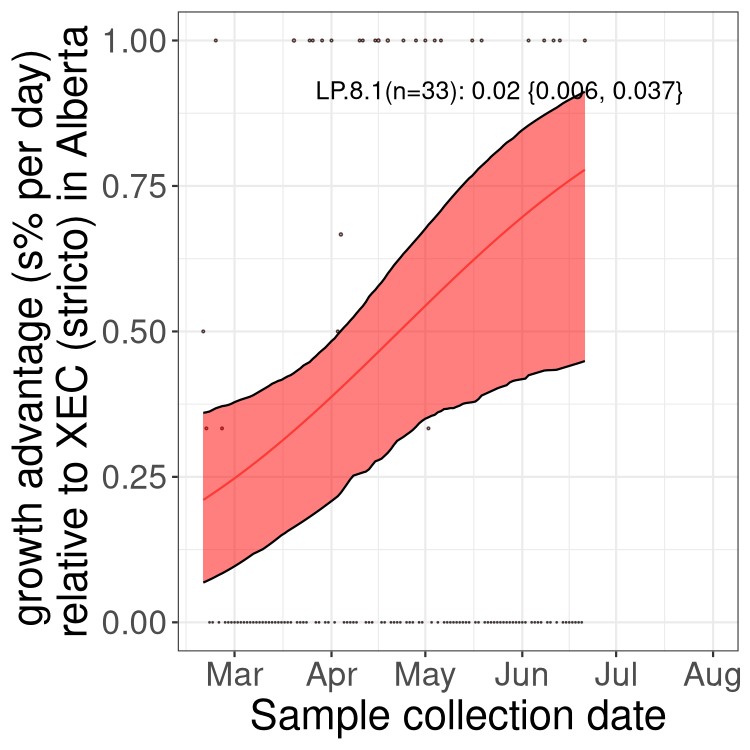 growth advantage (s% per day)
relative to XEC (stricto) in Alberta
1.00
0.75
0.50
0.25
0.00
LP.8.1(n=33): 0.02 {0.006, 0.037}
Mar Apr May Jun Jul Aug
Sample collection date